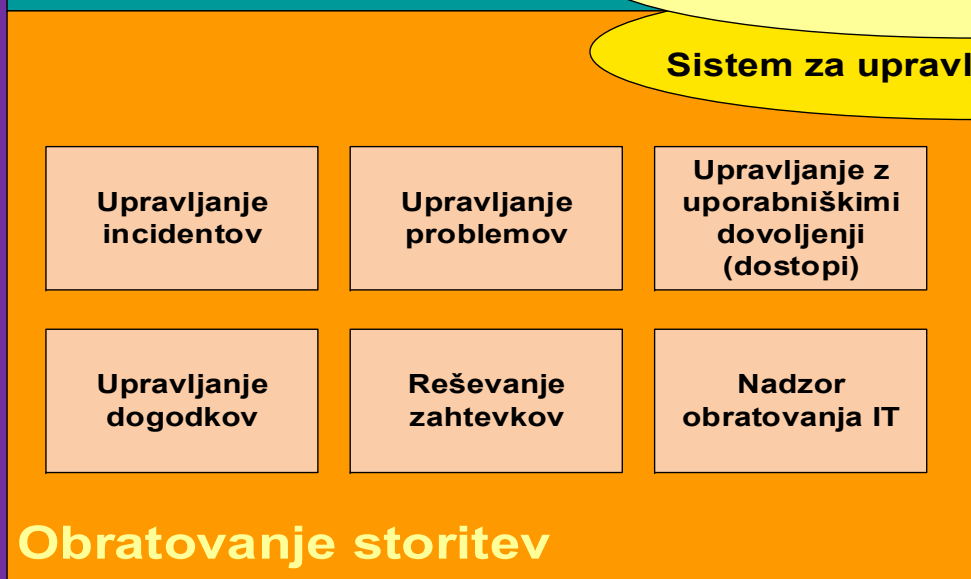 Sistem za upravl
Upravljanje
incidentov
Upravljanje
problemov
Upravljanje z
uporabniškimi
dovoljenji
(dostopi)
Upravljanje
dogodkov
Reševanje
zahtevkov
Nadzor
obratovanja IT
Obratovanje storitev